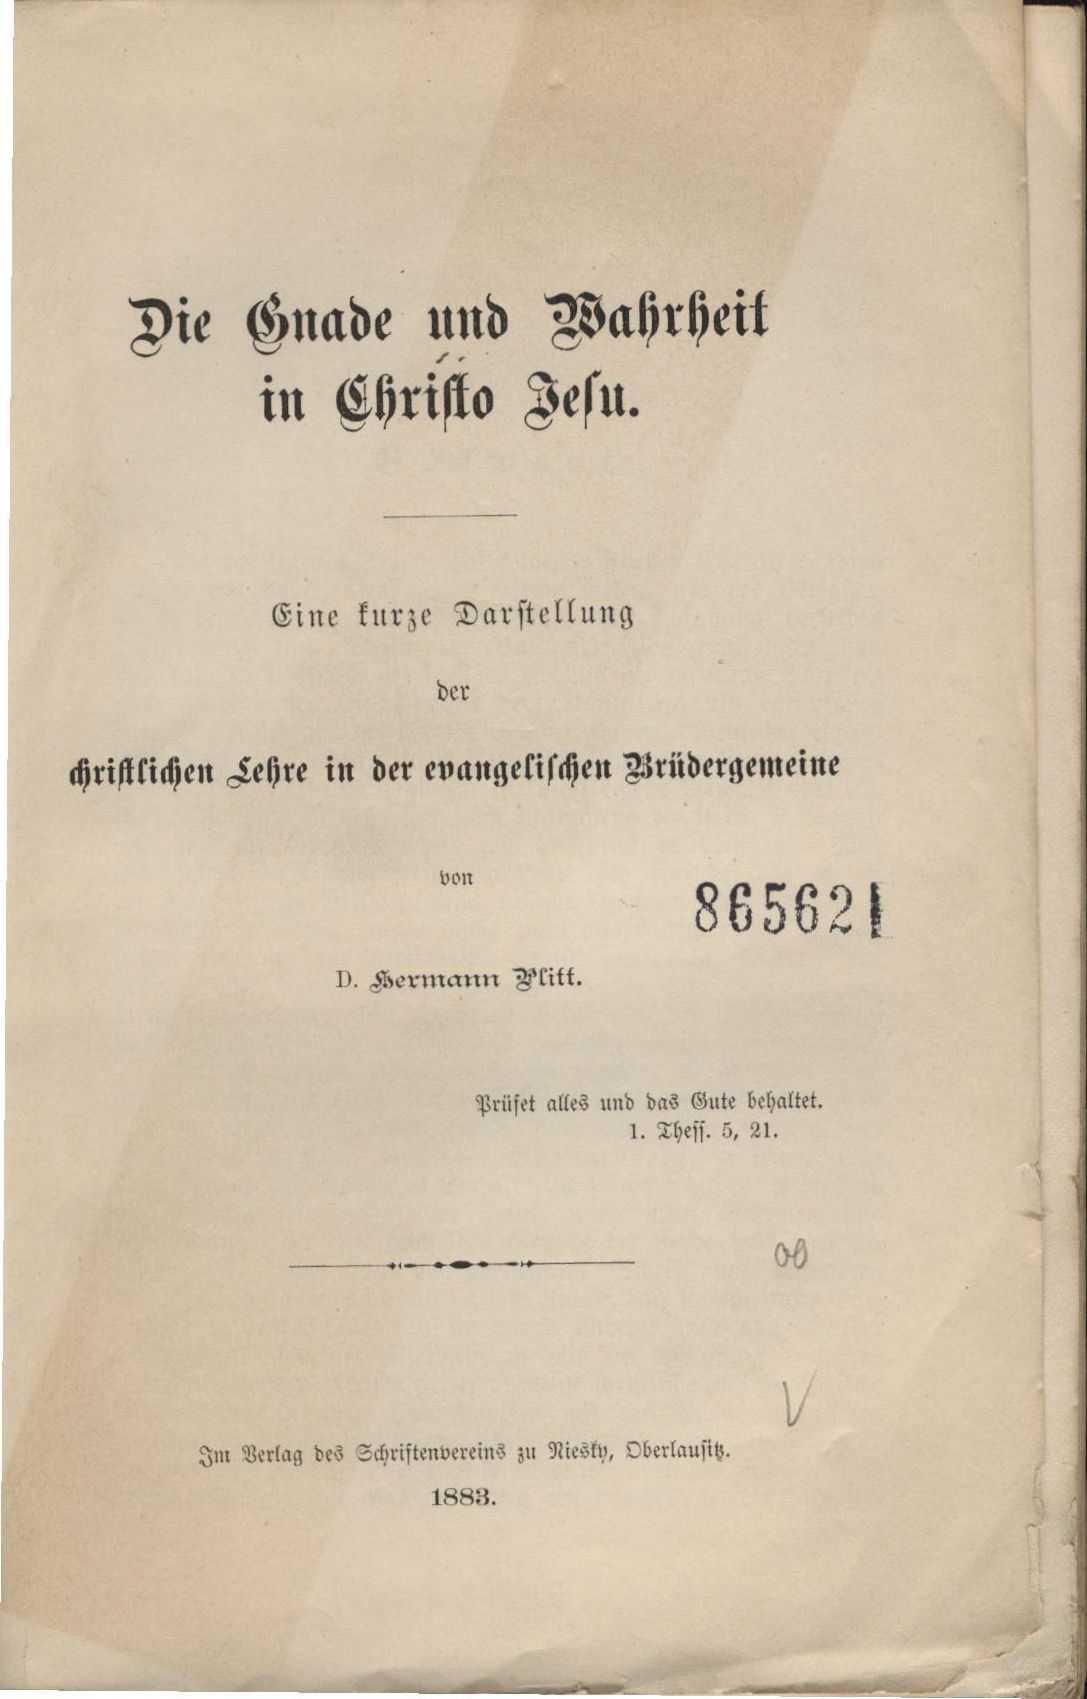 Die Gnade und Wahrheit
in Christo Jesu.
Eine kurze Darstellung
der
christlichen Lehre in der evangelischen Brüdergemeine
von
865621
D. Hermann Plitt.
Prüfet alles und das Gute behaltet.
1. Thess. 5, 21.
Im Verlag des Schriftenvereins zu Niesky, Oberlausitz.
1883.